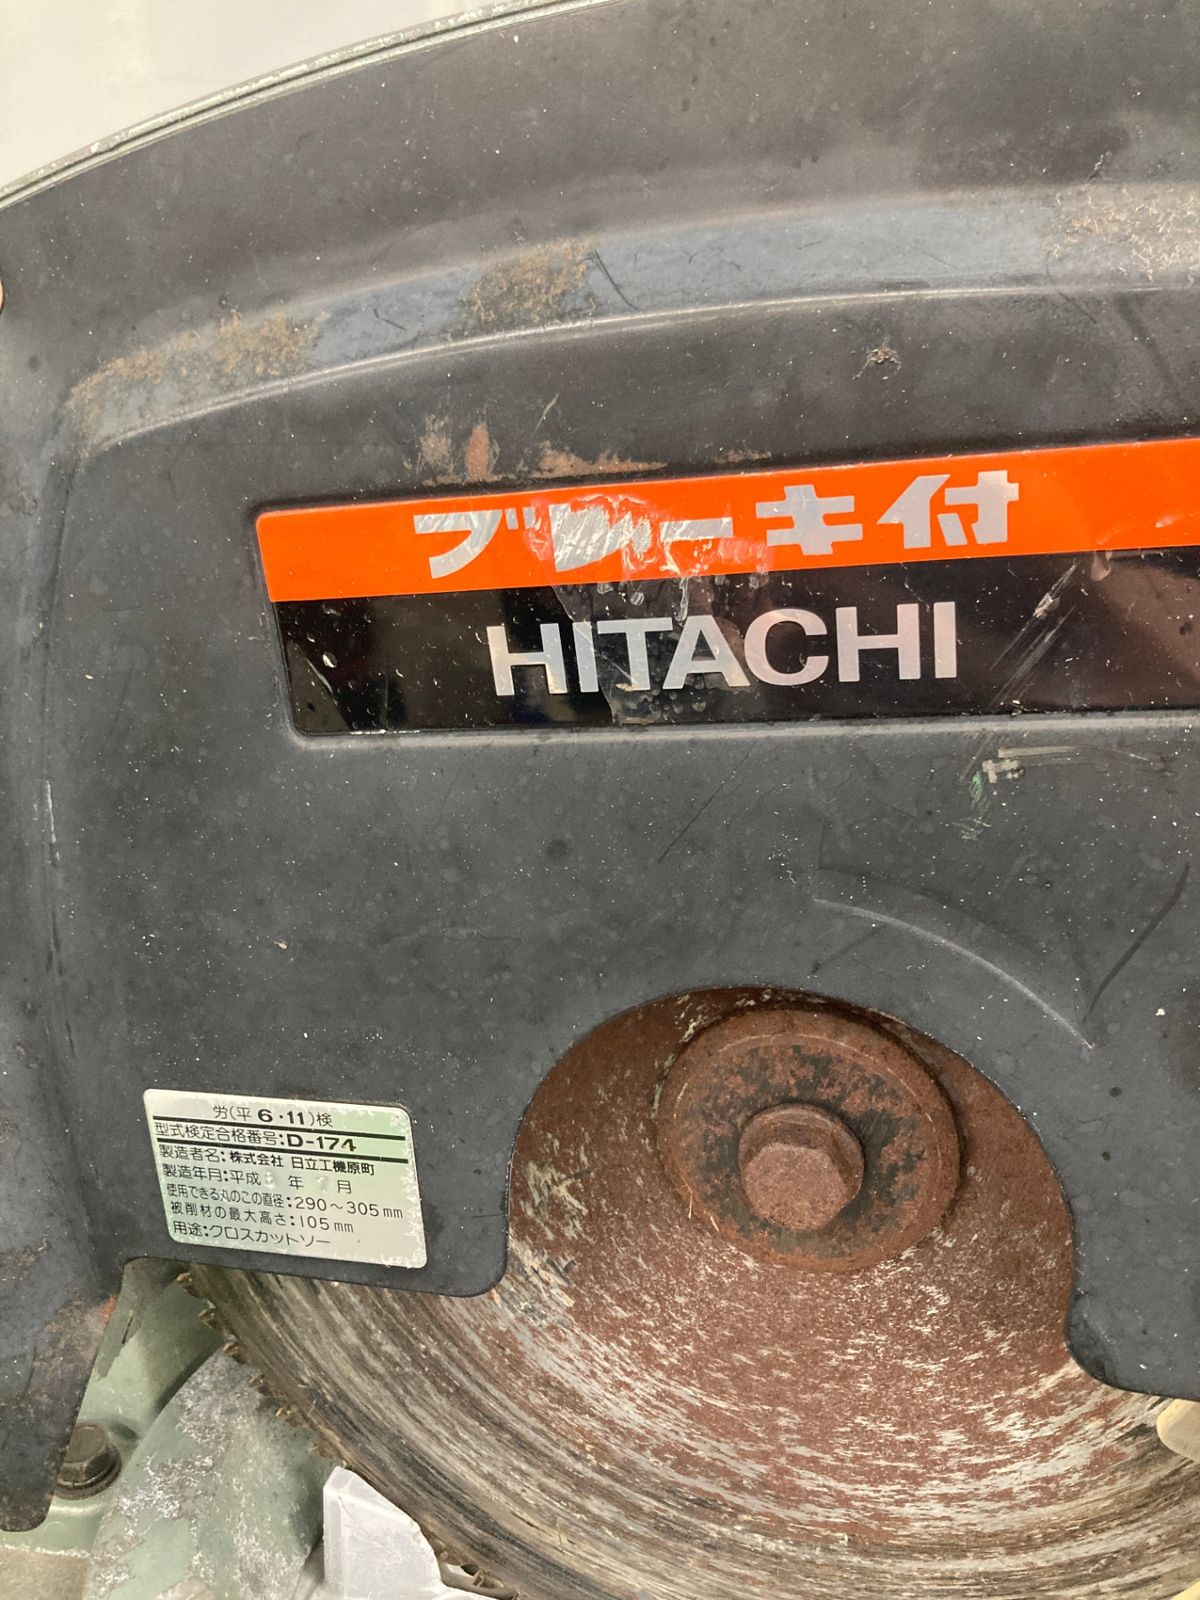 ブレーキ付
HITACHI
労(平6・11)検
型式検定合格番号:D-174
製造者名:株式会社 日立工機原町
製造年月:平成 年 月
使用できる丸のこの直径:290～305mm
被削材の最大高さ:105mm
用途:クロスカットソー